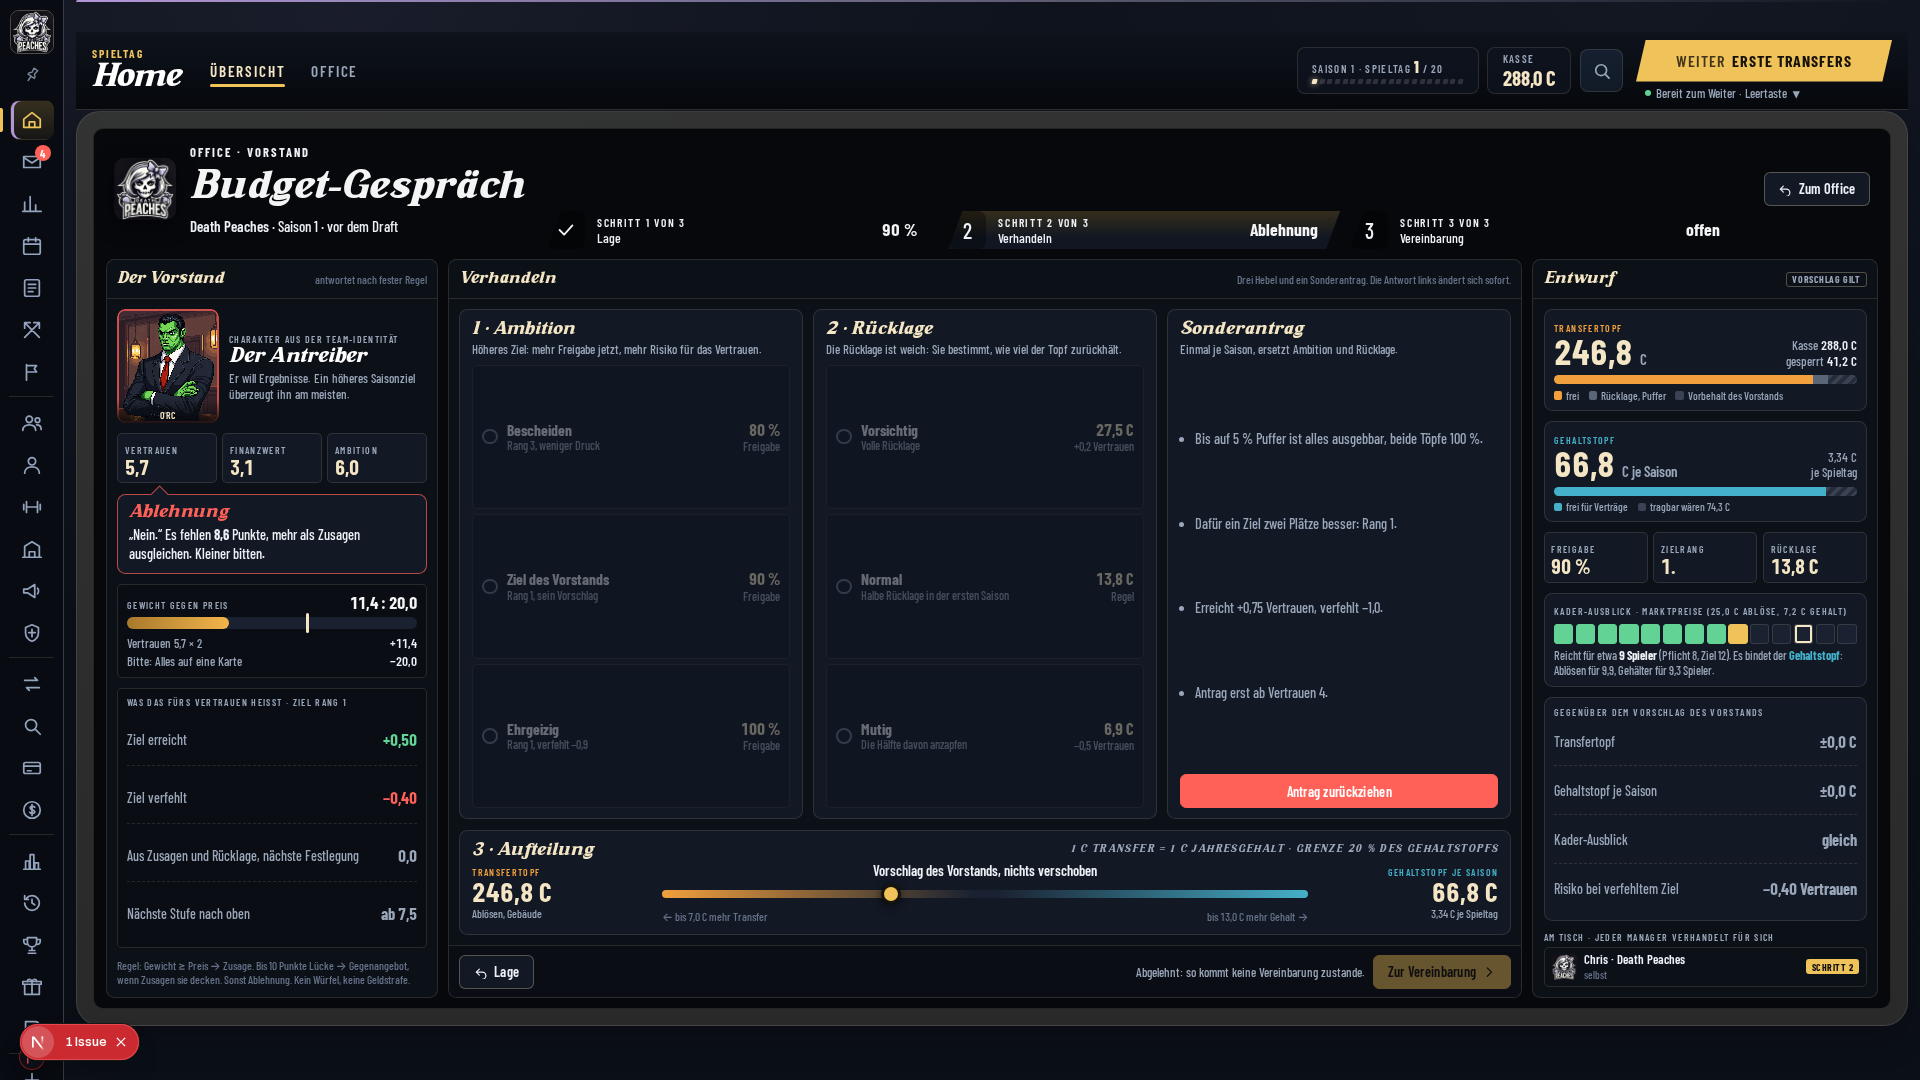 SPIELTAG
Home
ÜBERSICHT
OFFICE
SAISON 1 · SPIELTAG 1 / 20
KASSE
288,0 C
WEITER ERSTE TRANSFERS
Bereit zum Weiter · Leertaste ▼
4
PEACHES
OFFICE · VORSTAND
Budget-Gespräch
Death Peaches · Saison 1 · vor dem Draft
Zum Office
SCHRITT 1 VON 3
Lage
90 %
2
SCHRITT 2 VON 3
Verhandeln
Ablehnung
3
SCHRITT 3 VON 3
Vereinbarung
offen
Der Vorstand
antwortet nach fester Regel
ORC
CHARAKTER AUS DER TEAM-IDENTITÄT
Der Antreiber
Er will Ergebnisse. Ein höheres Saisonziel
überzeugt ihn am meisten.
VERTRAUEN
5,7
FINANZWERT
3,1
AMBITION
6,0
Ablehnung
„Nein.“ Es fehlen 8,6 Punkte, mehr als Zusagen
ausgleichen. Kleiner bitten.
GEWICHT GEGEN PREIS
11,4 : 20,0
Vertrauen 5,7 × 2
+11,4
Bitte: Alles auf eine Karte
−20,0
WAS DAS FÜRS VERTRAUEN HEISST · ZIEL RANG 1
Ziel erreicht
+0,50
Ziel verfehlt
−0,40
Aus Zusagen und Rücklage, nächste Festlegung
0,0
Nächste Stufe nach oben
ab 7,5
Regel: Gewicht ≥ Preis → Zusage. Bis 10 Punkte Lücke → Gegenangebot,
wenn Zusagen sie decken. Sonst Ablehnung. Kein Würfel, keine Geldstrafe.
Verhandeln
Drei Hebel und ein Sonderantrag. Die Antwort links ändert sich sofort.
1 · Ambition
Höheres Ziel: mehr Freigabe jetzt, mehr Risiko für das Vertrauen.
Bescheiden
Rang 3, weniger Druck
80 %
Freigabe
Ziel des Vorstands
Rang 1, sein Vorschlag
90 %
Freigabe
Ehrgeizig
Rang 1, verfehlt −0,9
100 %
Freigabe
2 · Rücklage
Die Rücklage ist weich: Sie bestimmt, wie viel der Topf zurückhält.
Vorsichtig
Volle Rücklage
27,5 C
+0,2 Vertrauen
Normal
Halbe Rücklage in der ersten Saison
13,8 C
Regel
Mutig
Die Hälfte davon anzapfen
6,9 C
−0,5 Vertrauen
Sonderantrag
Einmal je Saison, ersetzt Ambition und Rücklage.
• Bis auf 5 % Puffer ist alles ausgebbar, beide Töpfe 100 %.
• Dafür ein Ziel zwei Plätze besser: Rang 1.
• Erreicht +0,75 Vertrauen, verfehlt −1,0.
• Antrag erst ab Vertrauen 4.
Antrag zurückziehen
3 · Aufteilung
1 C TRANSFER = 1 C JAHRESGEHALT · GRENZE 20 % DES GEHALTSTOPFS
TRANSFERTOPF
246,8 C
Ablösen, Gebäude
Vorschlag des Vorstands, nichts verschoben
← bis 7,0 C mehr Transfer
bis 13,0 C mehr Gehalt →
GEHALTSTOPF JE SAISON
66,8 C
3,34 C je Spieltag
Lage
Abgelehnt: so kommt keine Vereinbarung zustande.
Zur Vereinbarung
Entwurf
VORSCHLAG GILT
TRANSFERTOPF
246,8 C
Kasse 288,0 C
gesperrt 41,2 C
frei
Rücklage, Puffer
Vorbehalt des Vorstands
GEHALTSTOPF
66,8 C je Saison
3,34 C
je Spieltag
frei für Verträge
tragbar wären 74,3 C
FREIGABE
90 %
ZIELRANG
1.
RÜCKLAGE
13,8 C
KADER-AUSBLICK · MARKTPREISE (25,0 C ABLÖSE, 7,2 C GEHALT)
Reicht für etwa 9 Spieler (Pflicht 8, Ziel 12). Es bindet der Gehaltstopf:
Ablösen für 9,9, Gehälter für 9,3 Spieler.
GEGENÜBER DEM VORSCHLAG DES VORSTANDS
Transfertopf
±0,0 C
Gehaltstopf je Saison
±0,0 C
Kader-Ausblick
gleich
Risiko bei verfehltem Ziel
−0,40 Vertrauen
AM TISCH · JEDER MANAGER VERHANDELT FÜR SICH
Chris · Death Peaches
selbst
SCHRITT 2
N
1 Issue